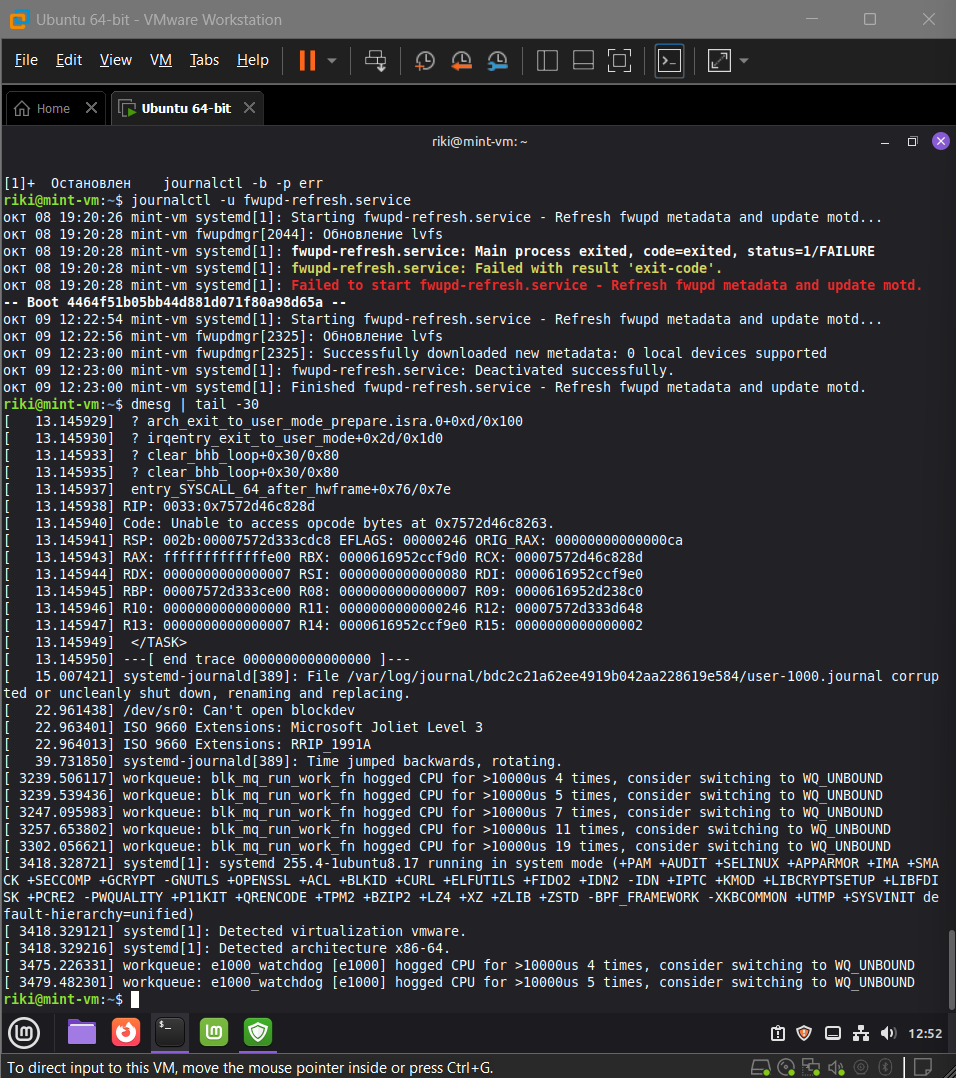 Ubuntu 64-bit - VMware Workstation
File Edit View VM Tabs Help
Home Ubuntu 64-bit
riki@mint-vm: ~
[1]+  Остановлен    journalctl -b -p err
riki@mint-vm:~$ journalctl -u fwupd-refresh.service
окт 08 19:20:26 mint-vm systemd[1]: Starting fwupd-refresh.service - Refresh fwupd metadata and update motd...
окт 08 19:20:28 mint-vm fwupdmgr[2044]: Обновление lvfs
окт 08 19:20:28 mint-vm systemd[1]: fwupd-refresh.service: Main process exited, code=exited, status=1/FAILURE
окт 08 19:20:28 mint-vm systemd[1]: fwupd-refresh.service: Failed with result 'exit-code'.
окт 08 19:20:28 mint-vm systemd[1]: Failed to start fwupd-refresh.service - Refresh fwupd metadata and update motd.
-- Boot 4464f51b05bb44d881d071f80a98d65a --
окт 09 12:22:54 mint-vm systemd[1]: Starting fwupd-refresh.service - Refresh fwupd metadata and update motd...
окт 09 12:22:56 mint-vm fwupdmgr[2325]: Обновление lvfs
окт 09 12:23:00 mint-vm fwupdmgr[2325]: Successfully downloaded new metadata: 0 local devices supported
окт 09 12:23:00 mint-vm systemd[1]: fwupd-refresh.service: Deactivated successfully.
окт 09 12:23:00 mint-vm systemd[1]: Finished fwupd-refresh.service - Refresh fwupd metadata and update motd.
riki@mint-vm:~$ dmesg | tail -30
[   13.145929]  ? arch_exit_to_user_mode_prepare.isra.0+0xd/0x100
[   13.145930]  ? irqentry_exit_to_user_mode+0x2d/0x1d0
[   13.145933]  ? clear_bhb_loop+0x30/0x80
[   13.145935]  ? clear_bhb_loop+0x30/0x80
[   13.145937]  entry_SYSCALL_64_after_hwframe+0x76/0x7e
[   13.145938] RIP: 0033:0x7572d46c828d
[   13.145940] Code: Unable to access opcode bytes at 0x7572d46c8263.
[   13.145941] RSP: 002b:00007572d333cdc8 EFLAGS: 00000246 ORIG_RAX: 00000000000000ca
[   13.145943] RAX: fffffffffffffe00 RBX: 0000616952ccf9d0 RCX: 00007572d46c828d
[   13.145944] RDX: 0000000000000007 RSI: 0000000000000080 RDI: 0000616952ccf9e0
[   13.145945] RBP: 00007572d333ce00 R08: 0000000000000007 R09: 0000616952d238c0
[   13.145946] R10: 0000000000000000 R11: 0000000000000246 R12: 00007572d333d648
[   13.145947] R13: 0000000000000007 R14: 0000616952ccf9e0 R15: 0000000000000002
[   13.145949]  </TASK>
[   13.145950] ---[ end trace 0000000000000000 ]---
[   15.007421] systemd-journald[389]: File /var/log/journal/bdc2c21a62ee4919b042aa228619e584/user-1000.journal corrup
ted or uncleanly shut down, renaming and replacing.
[   22.961438] /dev/sr0: Can't open blockdev
[   22.963401] ISO 9660 Extensions: Microsoft Joliet Level 3
[   22.964013] ISO 9660 Extensions: RRIP_1991A
[   39.731850] systemd-journald[389]: Time jumped backwards, rotating.
[ 3239.506117] workqueue: blk_mq_run_work_fn hogged CPU for >10000us 4 times, consider switching to WQ_UNBOUND
[ 3239.539436] workqueue: blk_mq_run_work_fn hogged CPU for >10000us 5 times, consider switching to WQ_UNBOUND
[ 3247.095983] workqueue: blk_mq_run_work_fn hogged CPU for >10000us 7 times, consider switching to WQ_UNBOUND
[ 3257.653802] workqueue: blk_mq_run_work_fn hogged CPU for >10000us 11 times, consider switching to WQ_UNBOUND
[ 3302.056621] workqueue: blk_mq_run_work_fn hogged CPU for >10000us 19 times, consider switching to WQ_UNBOUND
[ 3418.328721] systemd[1]: systemd 255.4-1ubuntu8.17 running in system mode (+PAM +AUDIT +SELINUX +APPARMOR +IMA +SMA
CK +SECCOMP +GCRYPT -GNUTLS +OPENSSL +ACL +BLKID +CURL +ELFUTILS +FIDO2 +IDN2 -IDN +IPTC +KMOD +LIBCRYPTSETUP +LIBFDI
SK +PCRE2 -PWQUALITY +P11KIT +QRENCODE +TPM2 +BZIP2 +LZ4 +XZ +ZLIB +ZSTD -BPF_FRAMEWORK -XKBCOMMON +UTMP +SYSVINIT de
fault-hierarchy=unified)
[ 3418.329121] systemd[1]: Detected virtualization vmware.
[ 3418.329216] systemd[1]: Detected architecture x86-64.
[ 3475.226331] workqueue: e1000_watchdog [e1000] hogged CPU for >10000us 4 times, consider switching to WQ_UNBOUND
[ 3479.482301] workqueue: e1000_watchdog [e1000] hogged CPU for >10000us 5 times, consider switching to WQ_UNBOUND
riki@mint-vm:~$
12:52
To direct input to this VM, move the mouse pointer inside or press Ctrl+G.